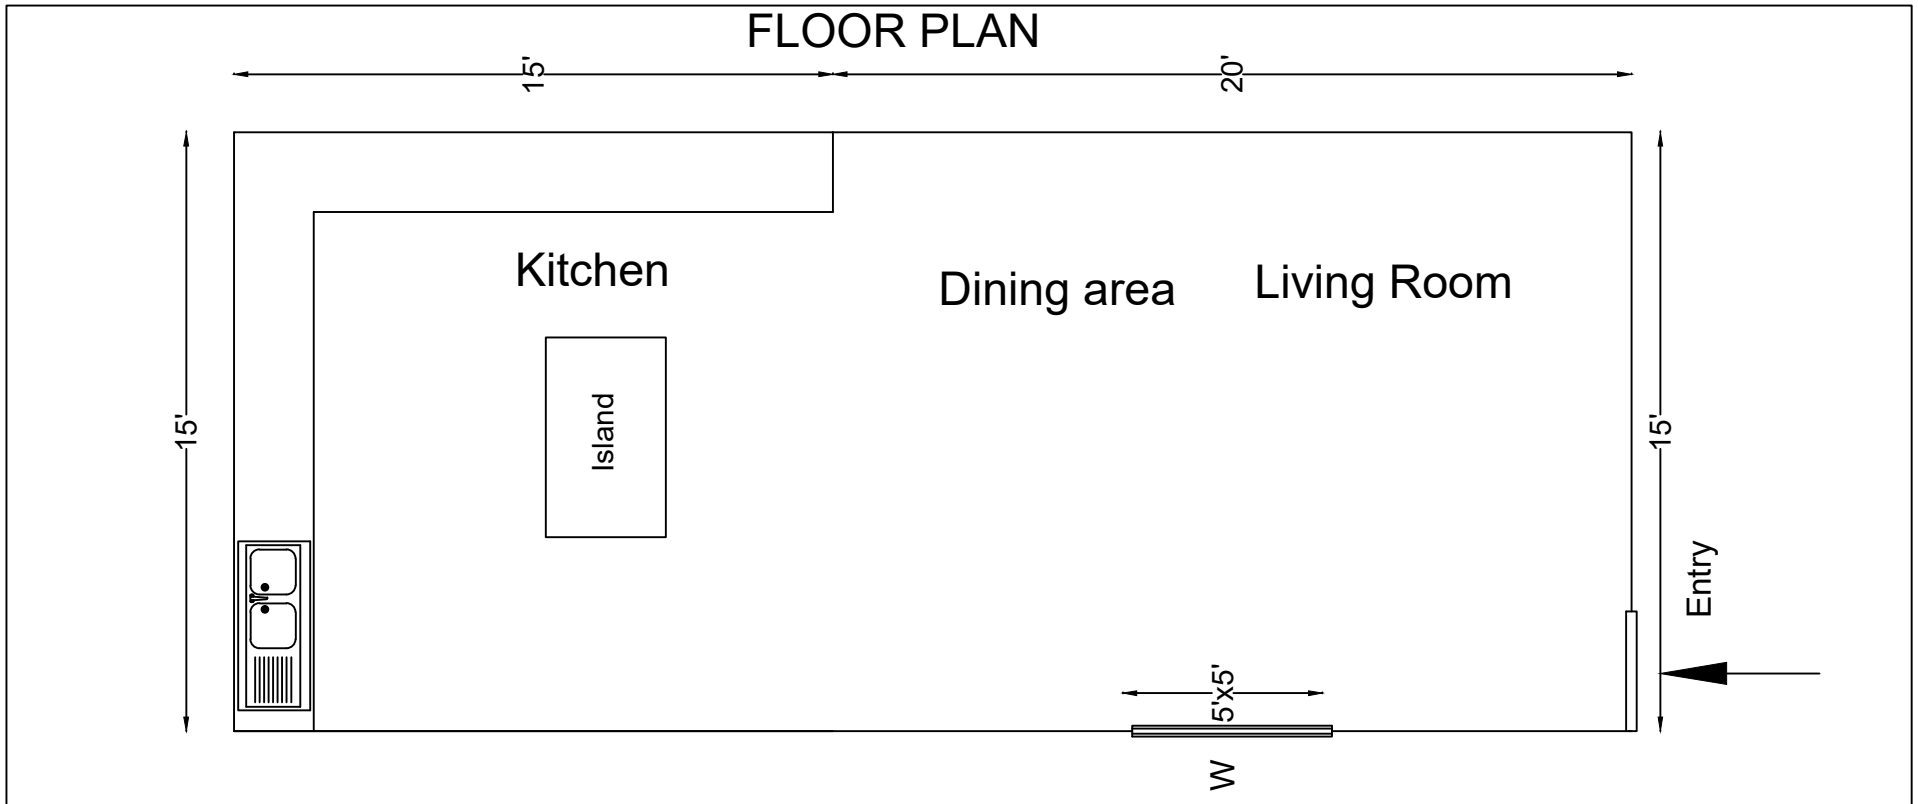 FLOOR PLAN
15'
20'
Kitchen
Dining area
Living Room
15'
Island
15'
Entry
5'x5'
W